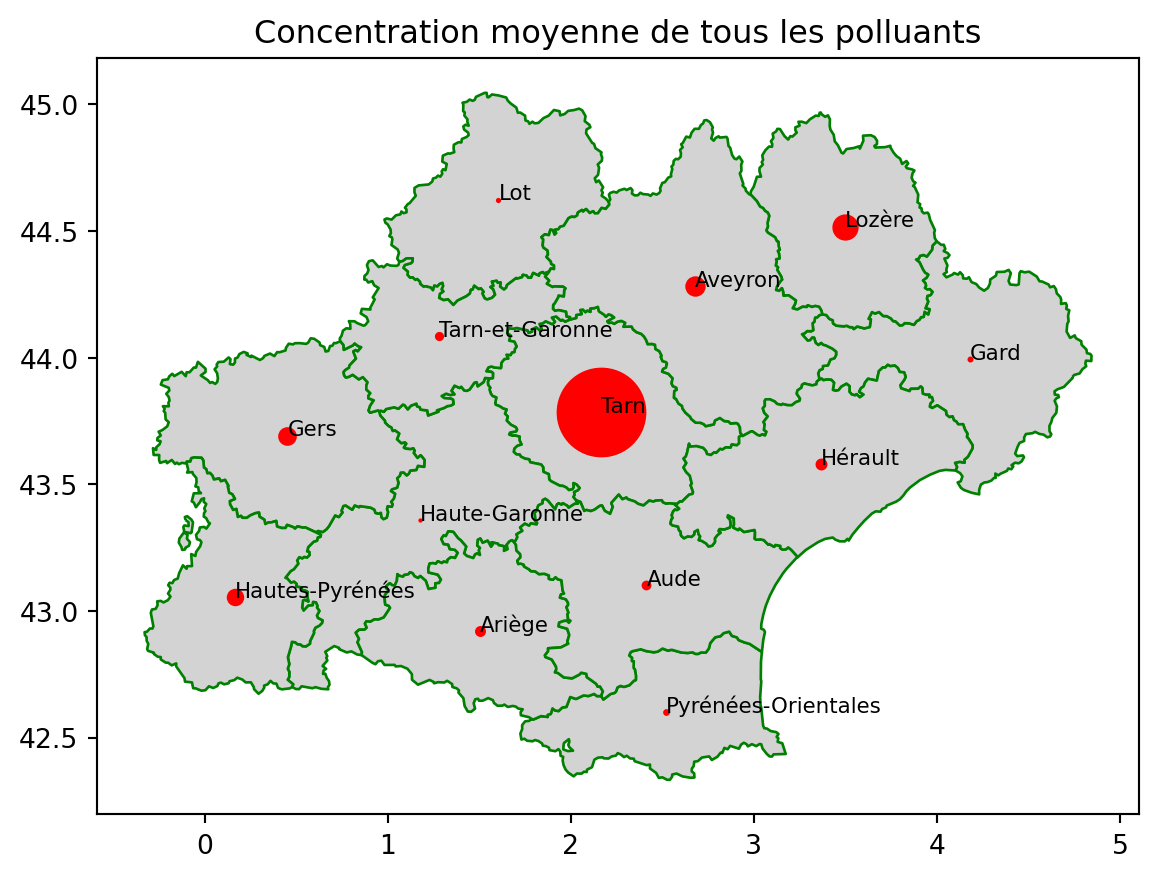 Concentration moyenne de tous les polluants
45.0
44.5
44.0
43.5
43.0
42.5
Lot
Lozère
Aveyron
Tarn-et-Garonne
Gard
Tarn
Gers
Hérault
Haute-Garonne
Aude
Hautes-Pyrénées
Ariège
Pyrénées-Orientales
0 1 2 3 4 5